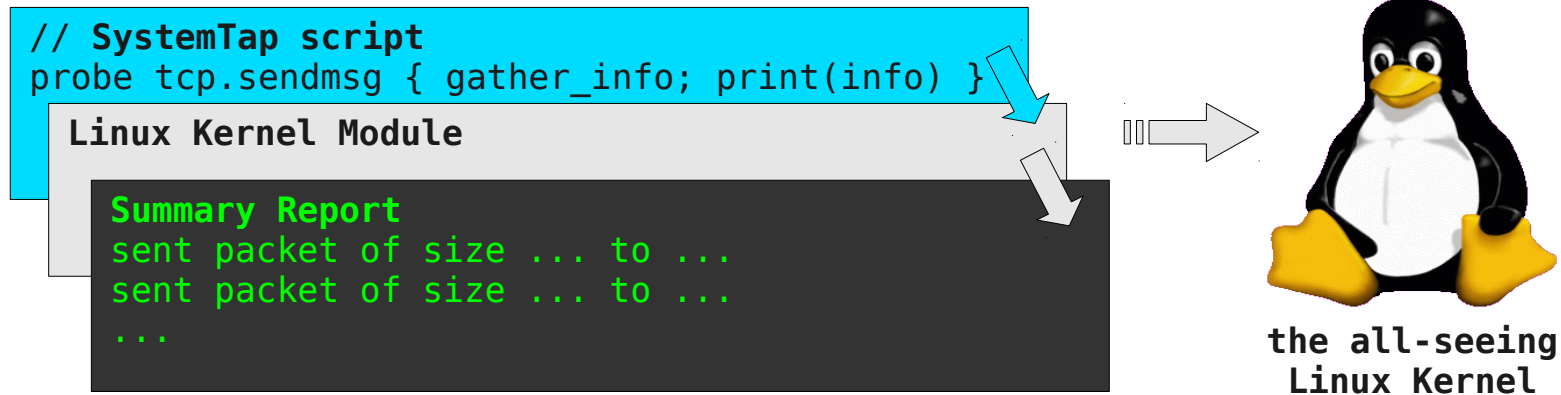 // SystemTap script
probe tcp.sendmsg { gather_info; print(info) }
Linux Kernel Module
Summary Report
sent packet of size ... to ...
sent packet of size ... to ...
...
the all-seeing
Linux Kernel